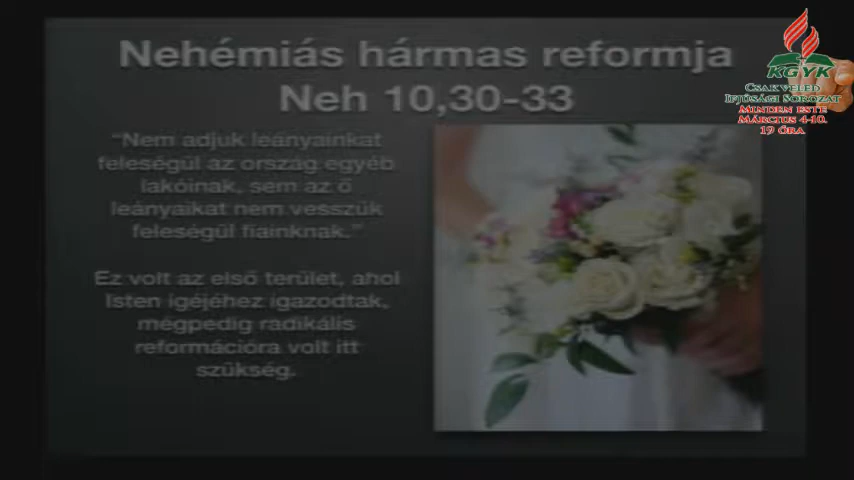 Nehémiás hármas reformja
Neh 10,30-33
"Nem adjuk leányainkat
feleségül az ország egyéb
lakóinak, sem az ő
leányaikat nem vesszük
feleségül fiainknak."
Ez volt az első terület, ahol
Isten igéjéhez igazodtak,
mégpedig radikális
reformációra volt itt
szükség.
KGYK
Csak veled
Ifjúsági Sorozat
Minden este
Március 4-10.
19 óra